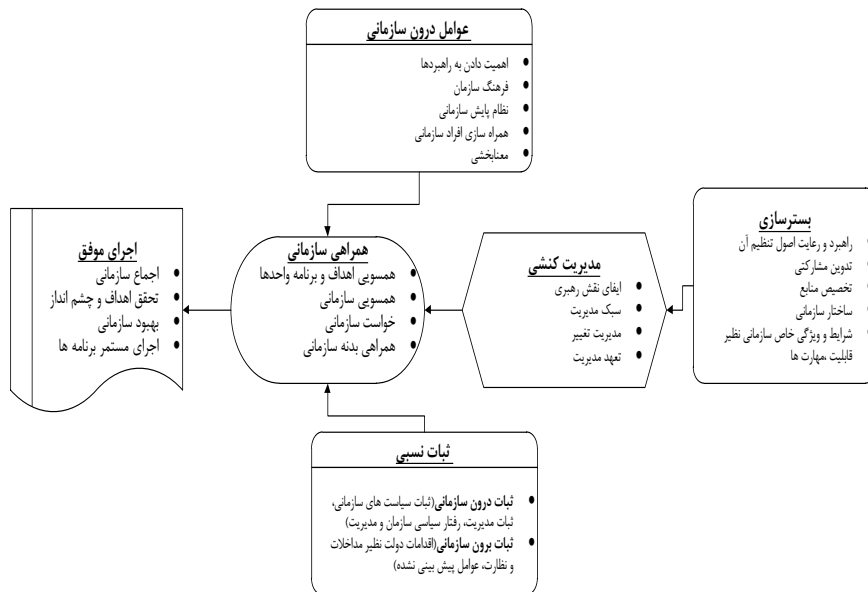 عوامل درون سازمانی
• اهمیت دادن به راهبردها
• فرهنگ سازمان
• نظام پایش سازمانی
• همراه سازی افراد سازمانی
• معنابخشی
بسترسازی
راهبرد و رعایت اصول تنظیم آن
تدوین مشارکتی
تخصیص منابع
ساختار سازمانی
شرایط و ویژگی خاص سازمانی نظیر
قابلیت ،مهارت ها
مدیریت کنشی
• ایفای نقش رهبری
• سبک مدیریت
• مدیریت تغییر
• تعهد مدیریت
همراهی سازمانی
• همسویی اهداف و برنامه واحدها
• همسویی سازمانی
• خواست سازمانی
• همراهی بدنه سازمانی
اجرای موفق
• اجماع سازمانی
• تحقق اهداف و چشم انداز
• بهبود سازمانی
• اجرای مستمر برنامه ها
ثبات نسبی
• ثبات درون سازمانی(ثبات سیاست های سازمانی،
ثبات مدیریت، رفتار سیاسی سازمان و مدیریت)
• ثبات برون سازمانی(اقدامات دولت نظیر مداخلات
و نظارت، عوامل پیش بینی نشده)